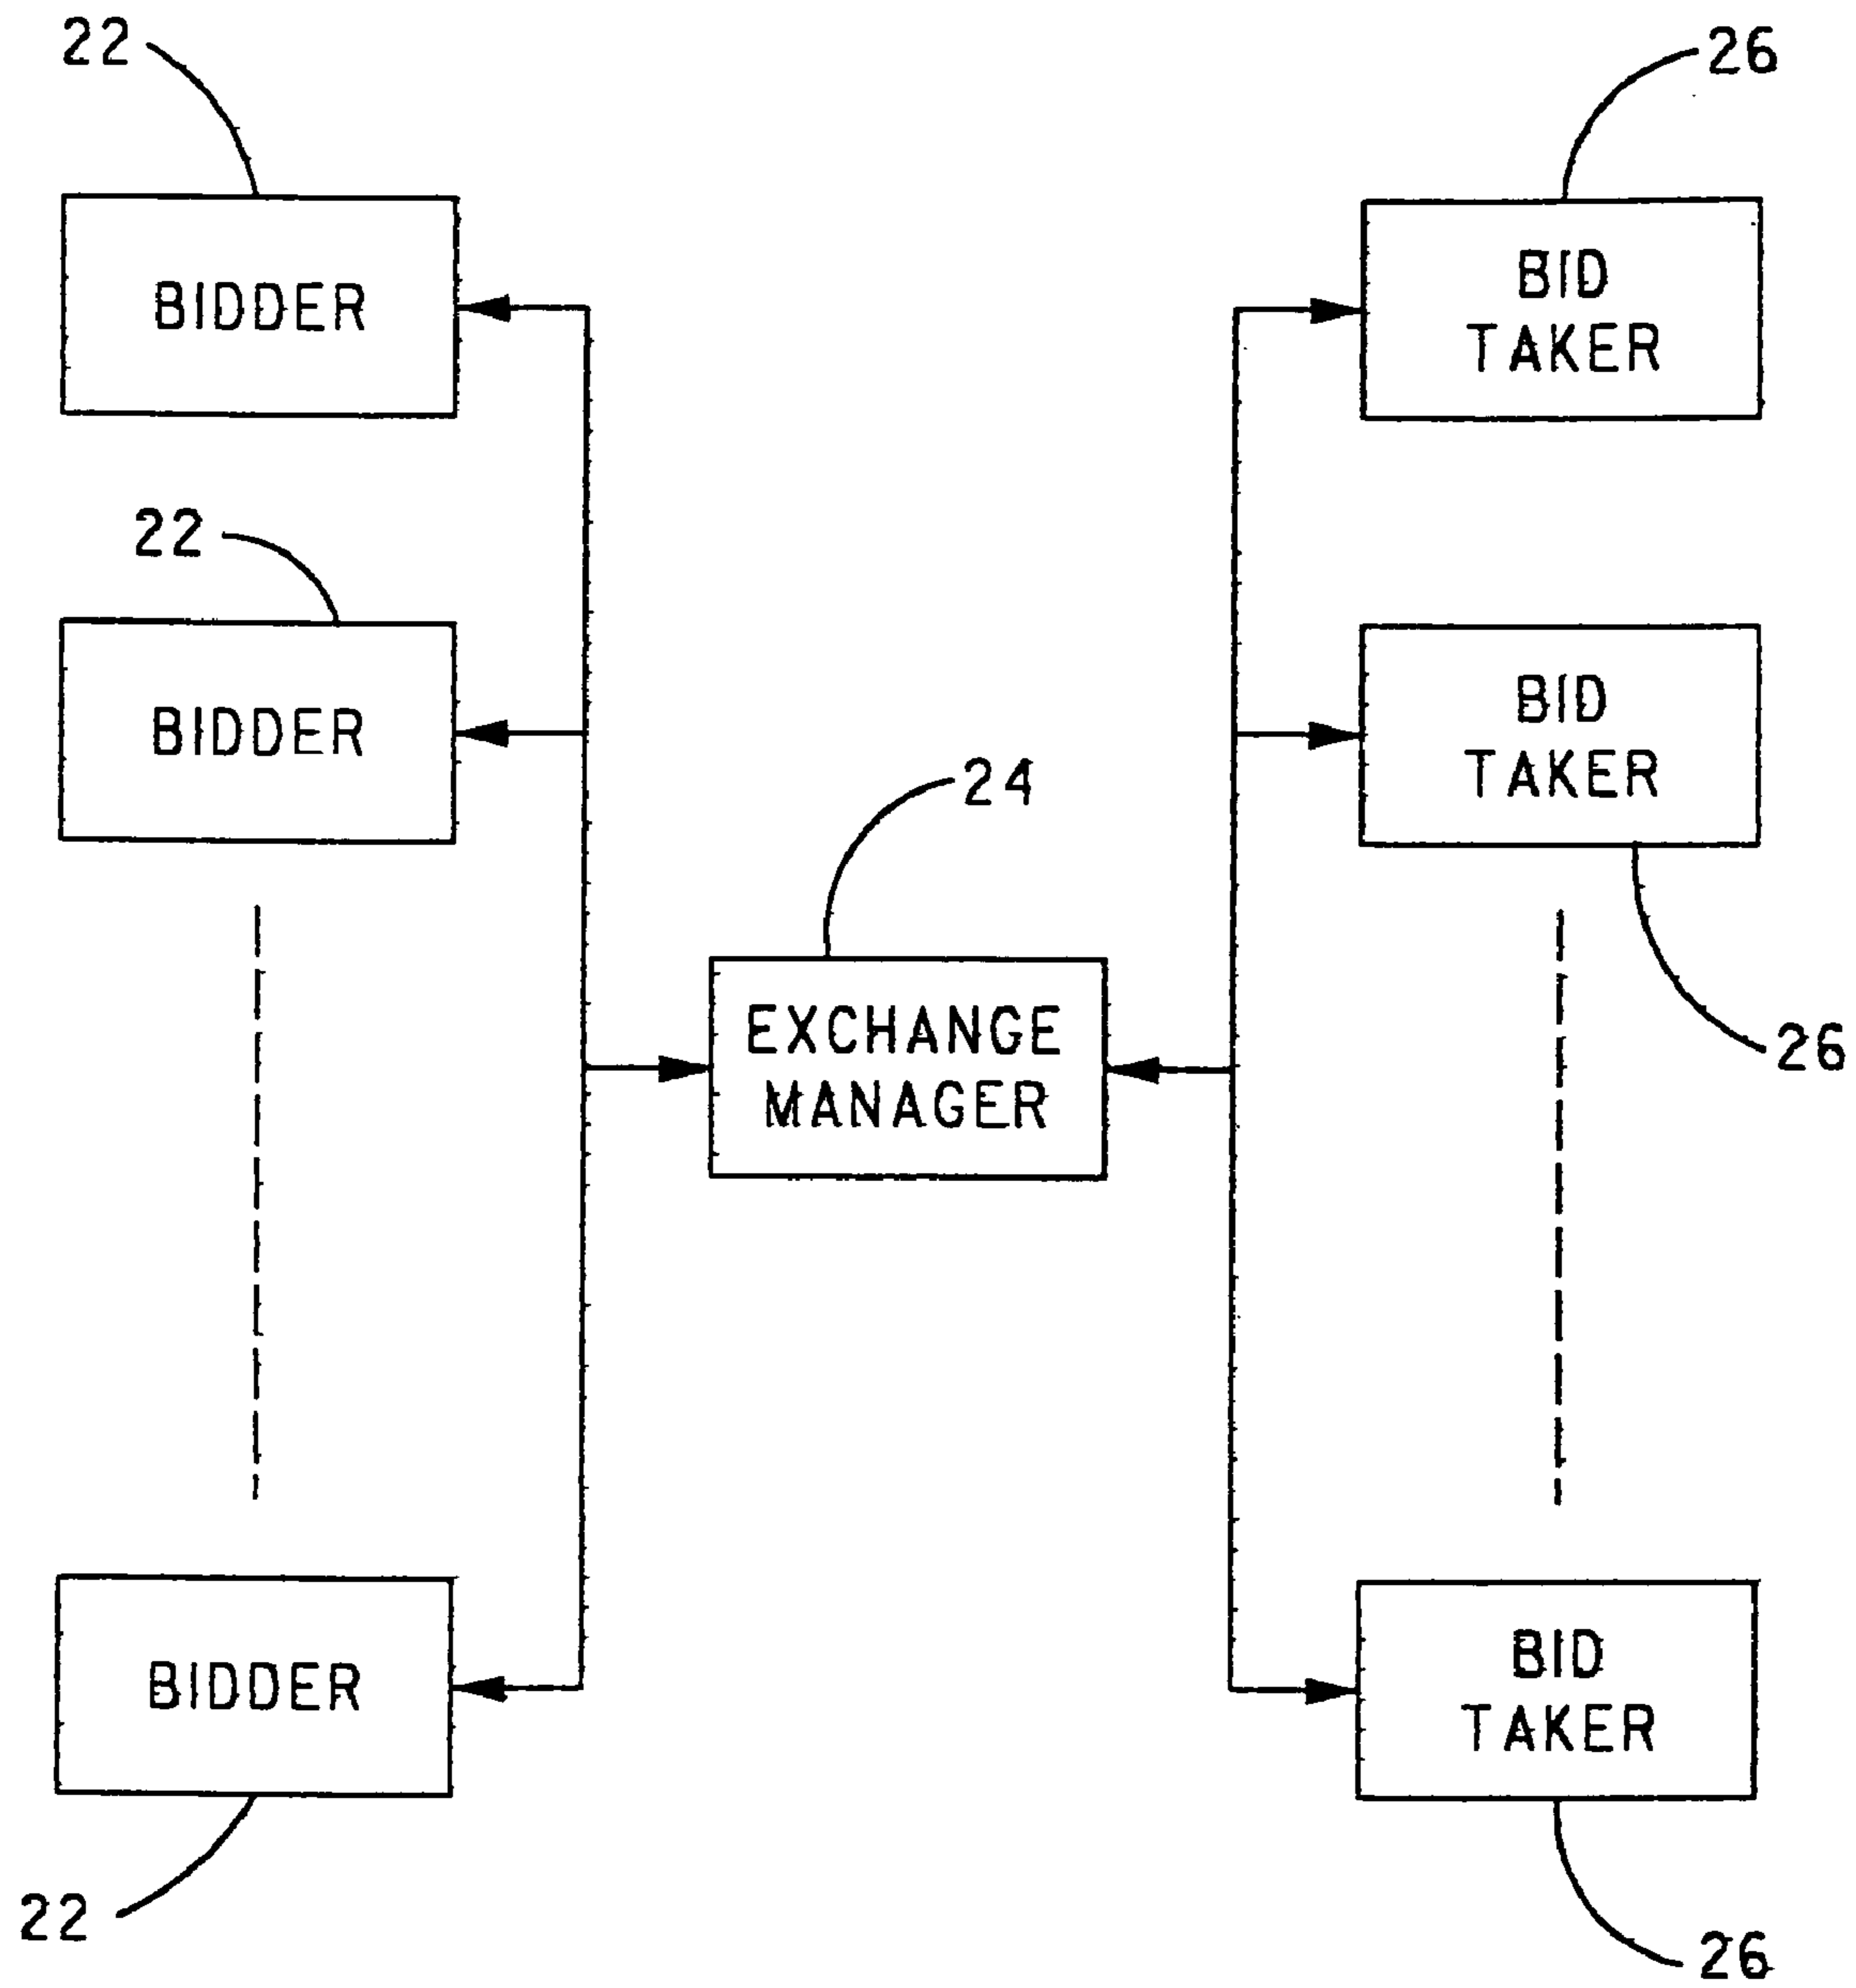 22
26
BIDDER
BID
TAKER
22
BIDDER
BID
TAKER
24
EXCHANGE
MANAGER
26
BIDDER
BID
TAKER
22
26